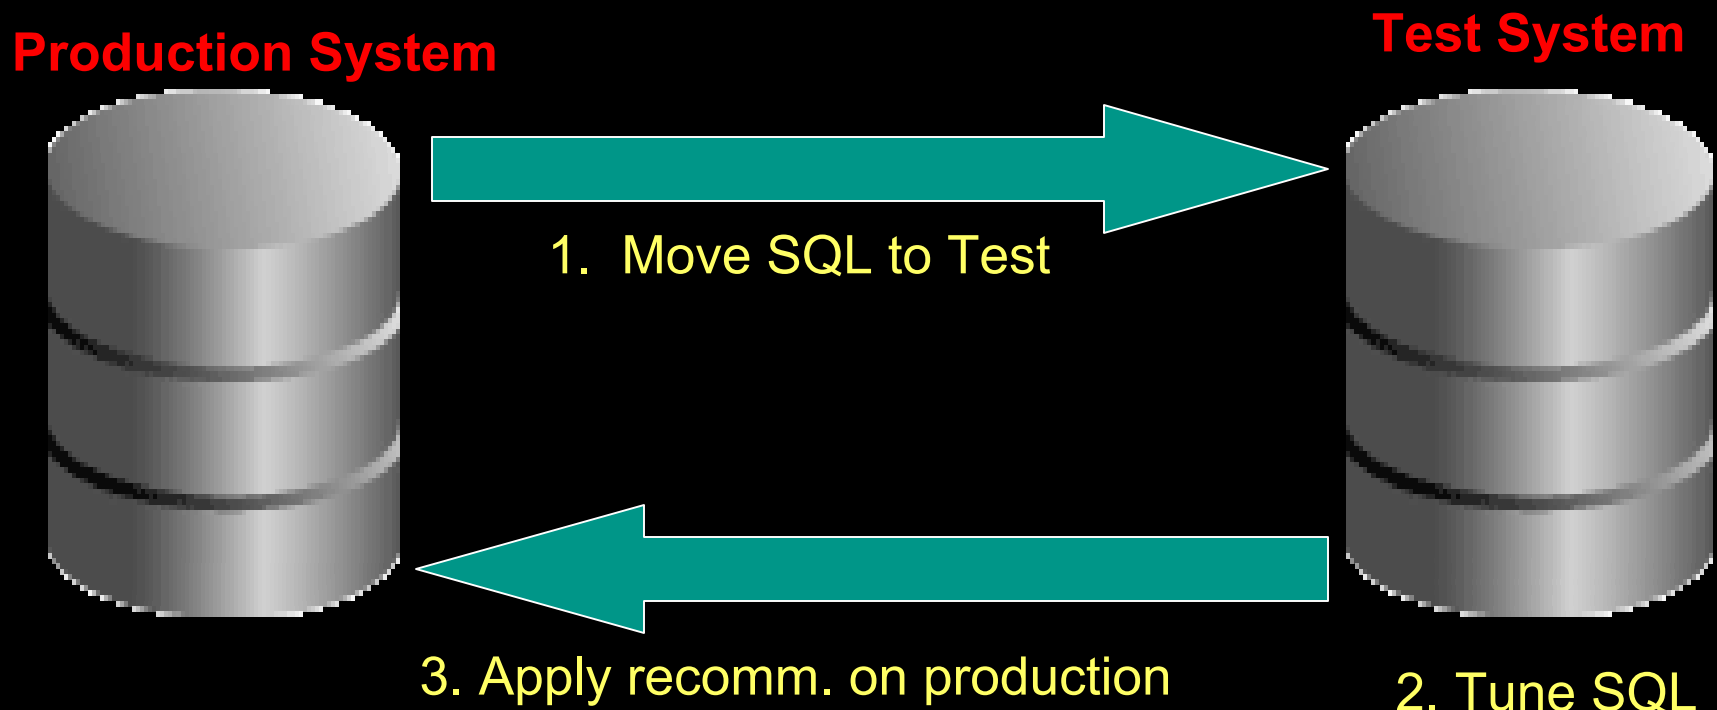 Production System
Test System
1. Move SQL to Test
3. Apply recomm. on production
2. Tune SQL